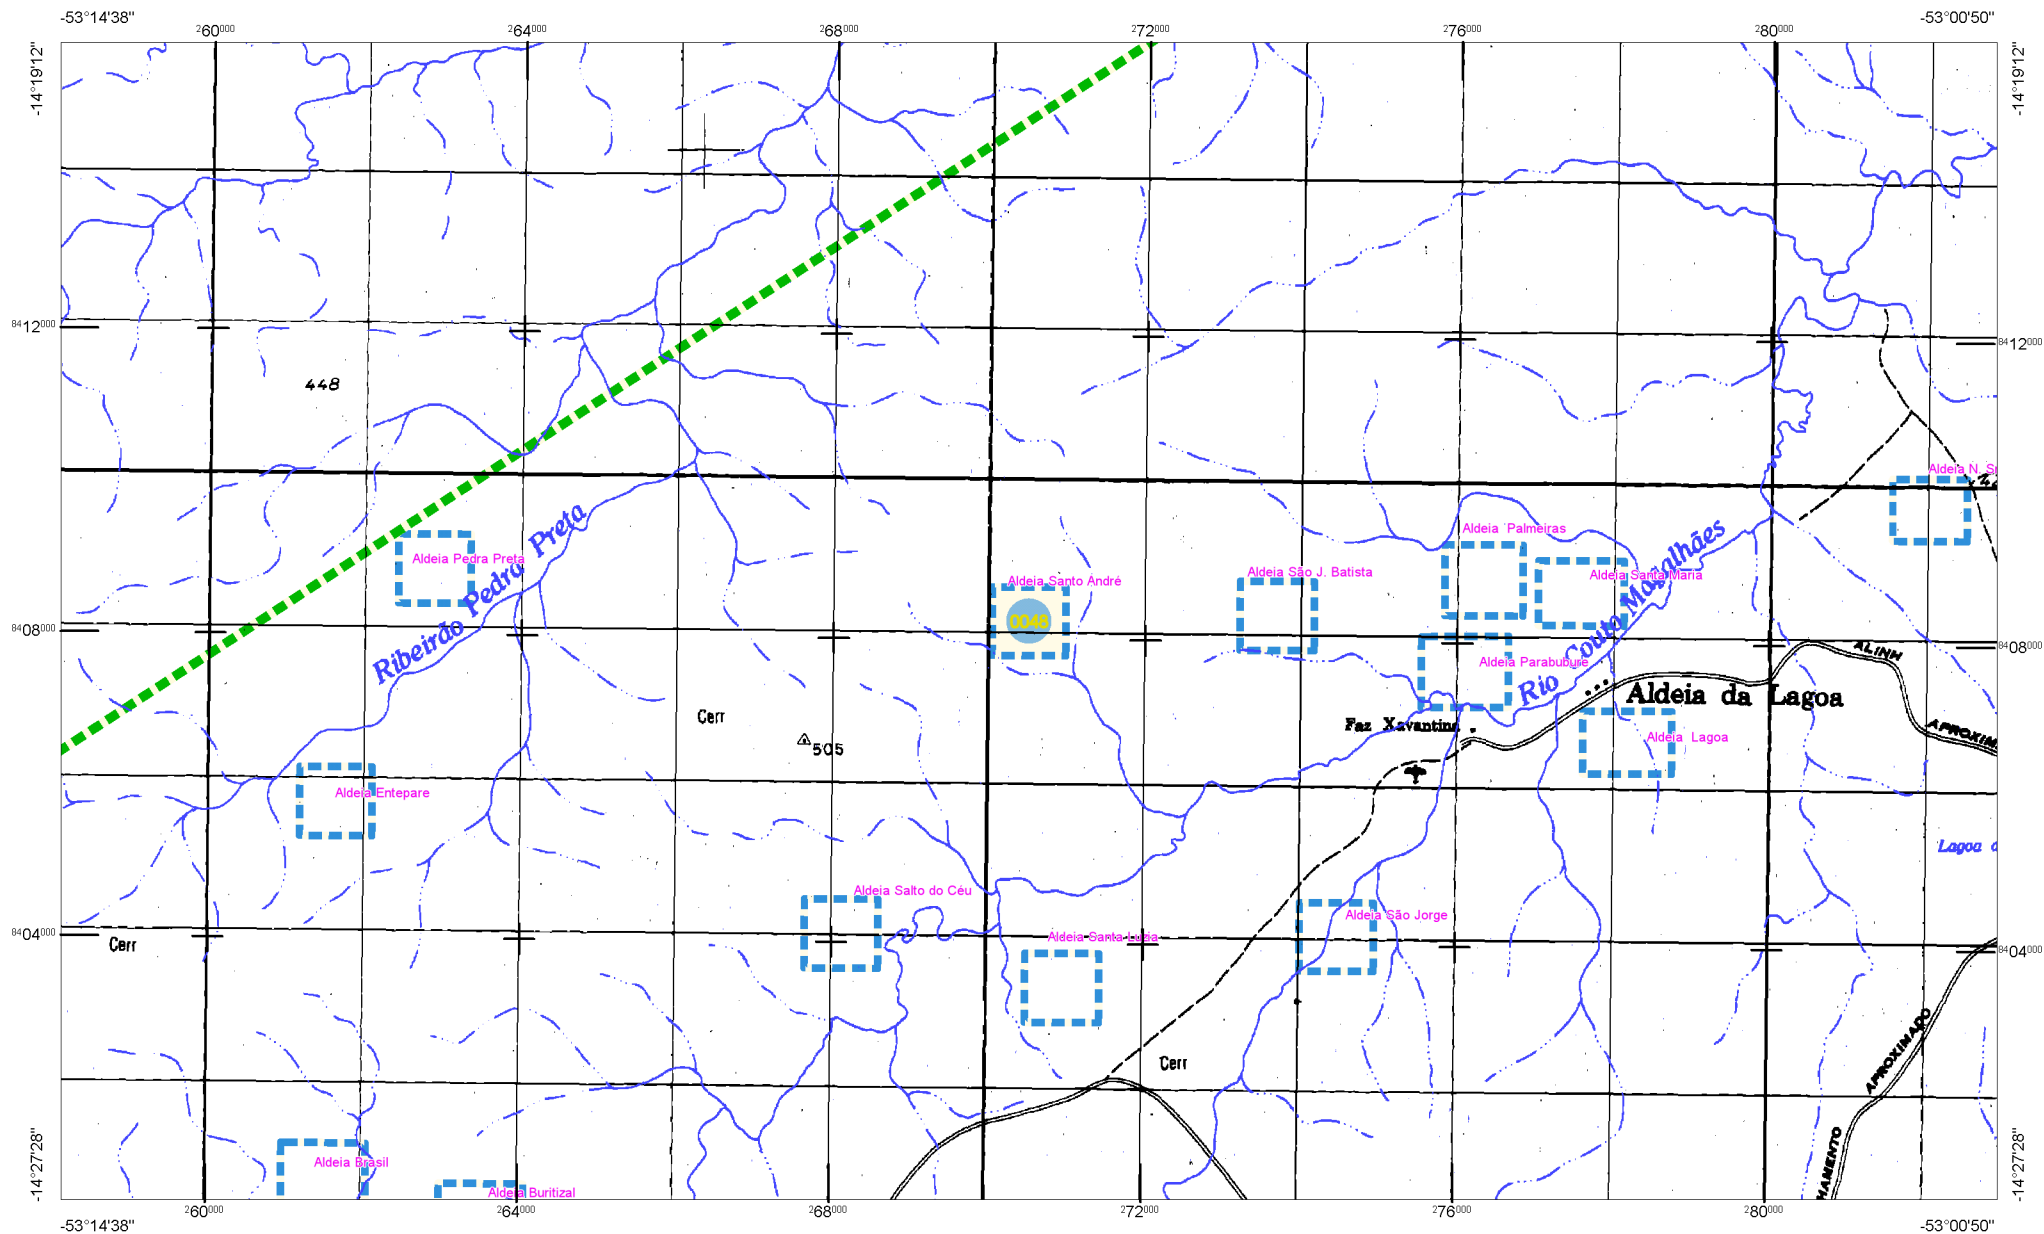 -53°14'38"
-53°00'50"
260000
264000
268000
272000
276000
280000
-14°19'12"
-14°19'12"
8412000
8412000
448
Aldeia N. S
Ribeirão Pedra Preta
Aldeia Pedra Preta
Aldeia Palmeiras
Rio Couto Magalhães
Aldeia São J. Batista
Aldeia Santa Maria
Aldeia Santo André
0048
8408000
8408000
Aldeia Parabubure
ALINH
Aldeia da Lagoa
Cerr
505
Faz Xavantina
APROXIM
Aldeia Lagoa
Aldeia Entepare
Lagoa d
Aldeia Salto do Céu
Aldeia São Jorge
8404000
8404000
Cerr
Aldeia Santa Luzia
Cerr
APROXIMADO
HAMENTO
Aldeia Brasil
Aldeia Buritizal
-14°27'28"
-14°27'28"
260000
264000
268000
272000
276000
280000
-53°14'38"
-53°00'50"